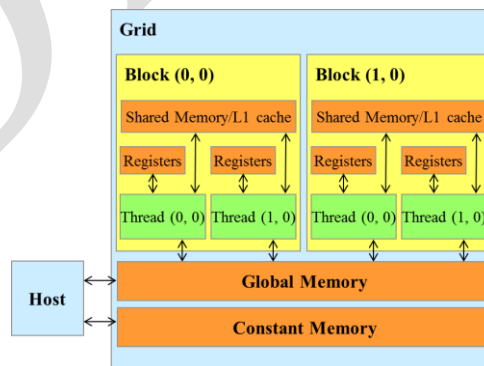 Grid
Block (0, 0)
Block (1, 0)
Shared Memory/L1 cache
Shared Memory/L1 cache
Registers
Registers
Registers
Registers
Thread (0, 0)
Thread (1, 0)
Thread (0, 0)
Thread (1, 0)
Host
Global Memory
Constant Memory